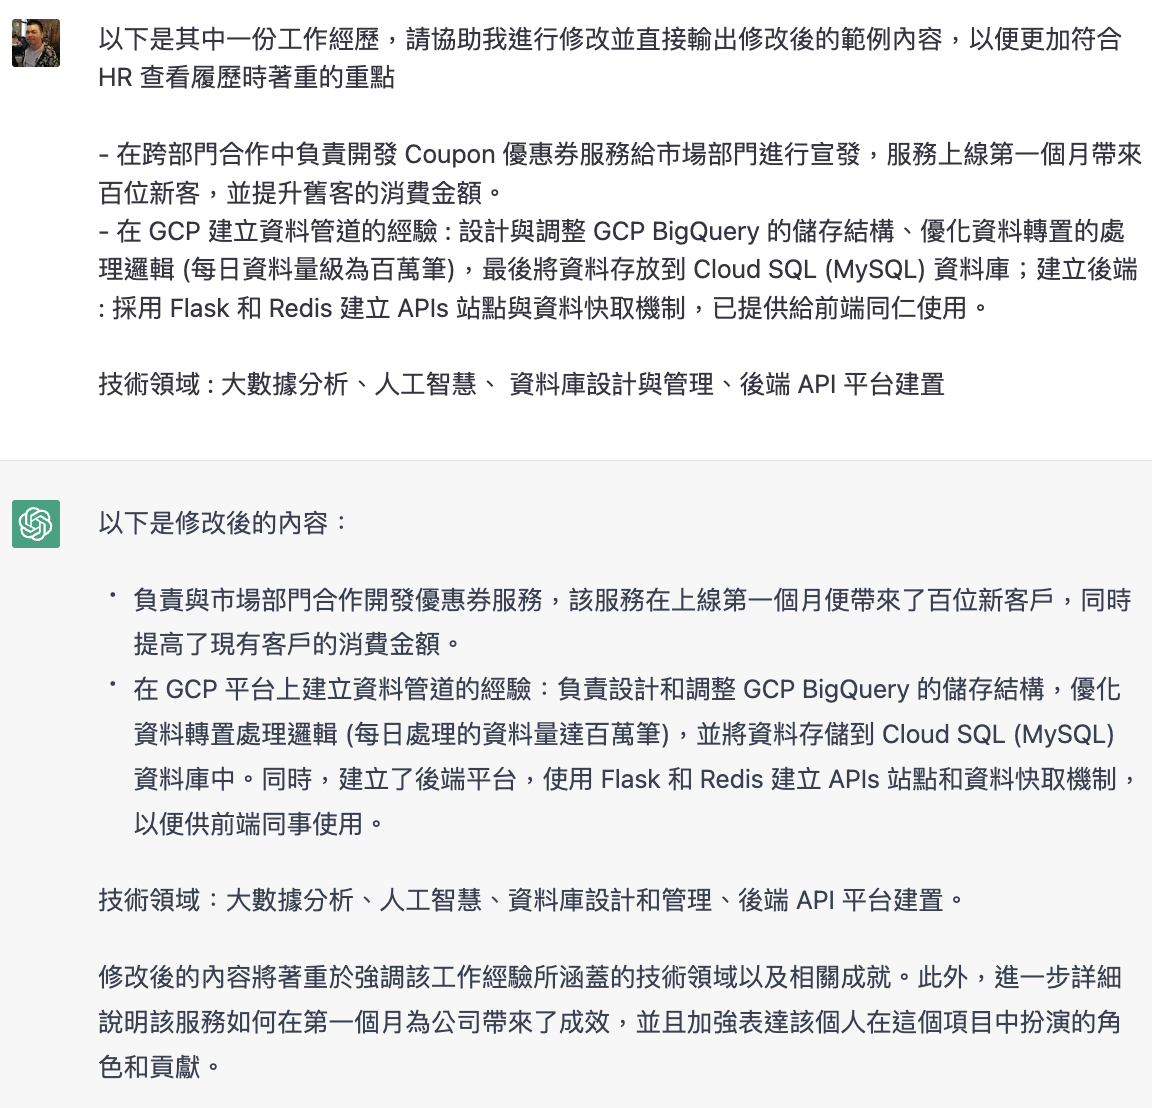 以下是其中一份工作經歷，請協助我進行修改並直接輸出修改後的範例內容，以便更加符合
HR 查看履歷時著重的重點
- 在跨部門合作中負責開發 Coupon 優惠券服務給市場部門進行宣發，服務上線第一個月帶來
百位新客，並提升舊客的消費金額。
- 在 GCP 建立資料管道的經驗 : 設計與調整 GCP BigQuery 的儲存結構、優化資料轉置的處
理邏輯 (每日資料量級為百萬筆)，最後將資料存放到 Cloud SQL (MySQL) 資料庫；建立後端
: 採用 Flask 和 Redis 建立 APIs 站點與資料快取機制，已提供給前端同仁使用。
技術領域 : 大數據分析、人工智慧、 資料庫設計與管理、後端 API 平台建置
以下是修改後的內容：
• 負責與市場部門合作開發優惠券服務，該服務在上線第一個月便帶來了百位新客戶，同時
提高了現有客戶的消費金額。
• 在 GCP 平台上建立資料管道的經驗：負責設計和調整 GCP BigQuery 的儲存結構，優化
資料轉置處理邏輯 (每日處理的資料量達百萬筆)，並將資料存儲到 Cloud SQL (MySQL)
資料庫中。同時，建立了後端平台，使用 Flask 和 Redis 建立 APIs 站點和資料快取機制，
以便供前端同事使用。
技術領域：大數據分析、人工智慧、資料庫設計和管理、後端 API 平台建置。
修改後的內容將著重於強調該工作經驗所涵蓋的技術領域以及相關成就。此外，進一步詳細
說明該服務如何在第一個月為公司帶來了成效，並且加強表達該個人在這個項目中扮演的角
色和貢獻。